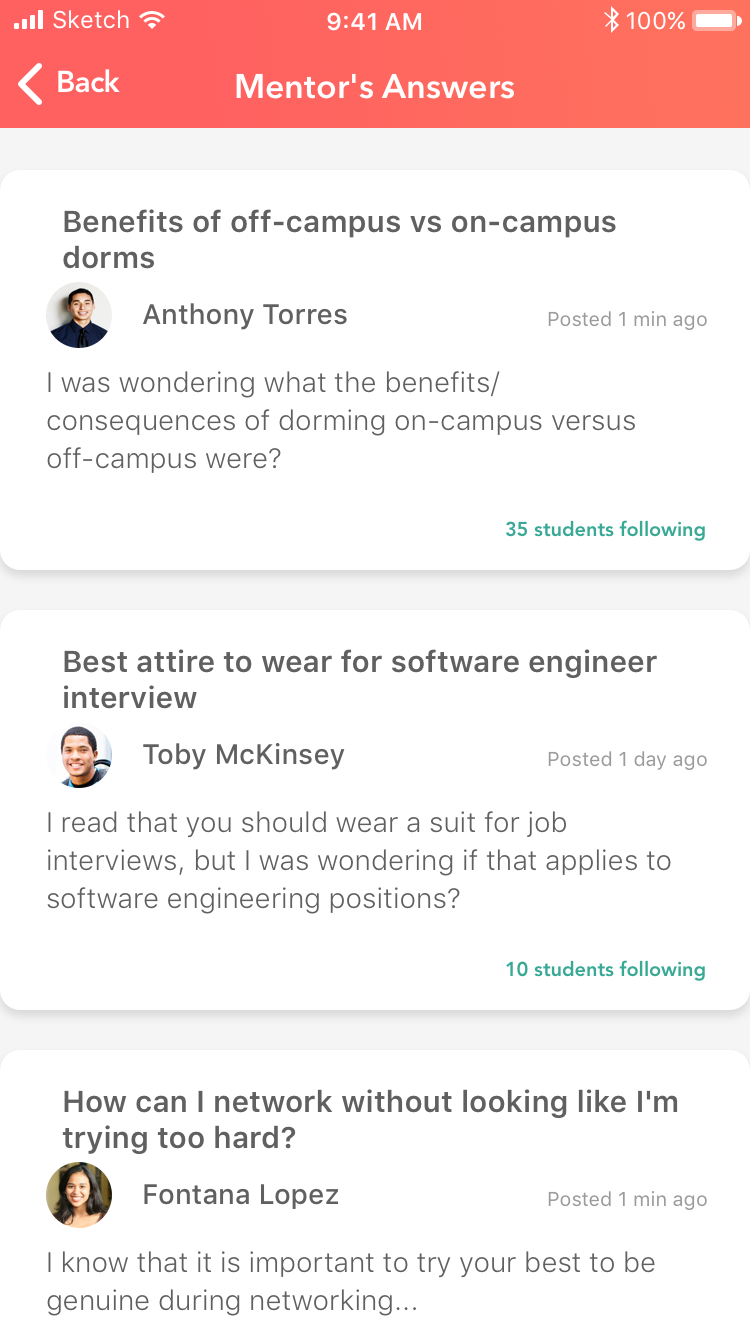 Sketch 9:41 AM 100%
Back Mentor's Answers
Benefits of off-campus vs on-campus
dorms
Anthony Torres Posted 1 min ago
I was wondering what the benefits/
consequences of dorming on-campus versus
off-campus were?
35 students following
Best attire to wear for software engineer
interview
Toby McKinsey Posted 1 day ago
I read that you should wear a suit for job
interviews, but I was wondering if that applies to
software engineering positions?
10 students following
How can I network without looking like I'm
trying too hard?
Fontana Lopez Posted 1 min ago
I know that it is important to try your best to be
genuine during networking...